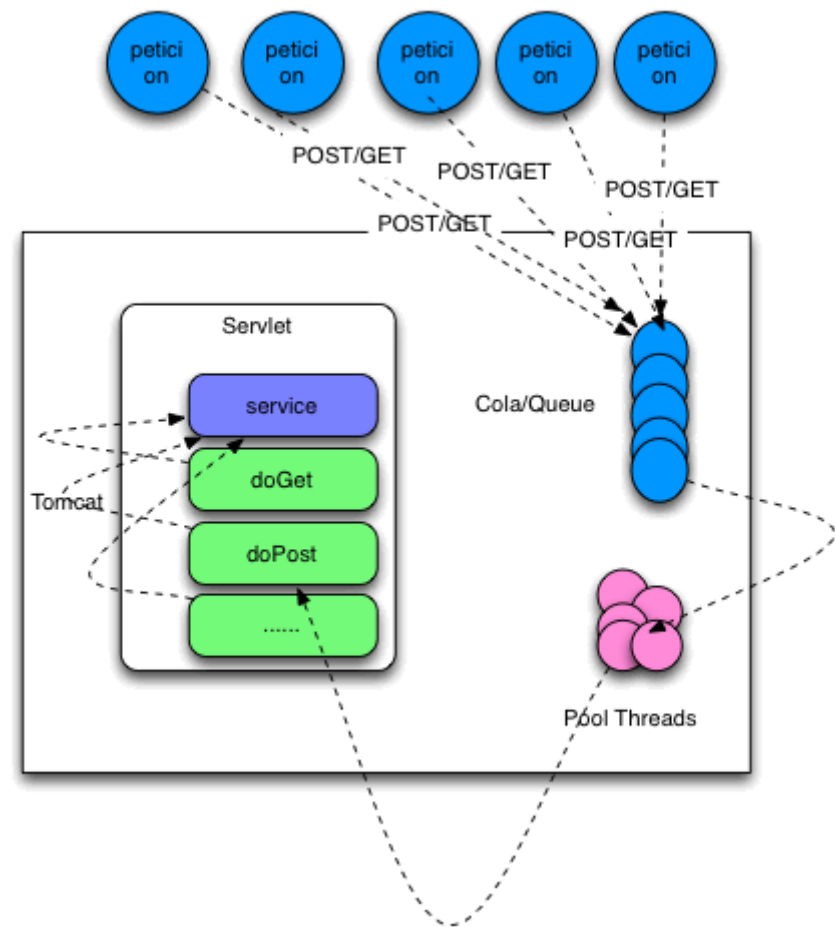 petici
on
petici
on
petici
on
petici
on
petici
on
POST/GET
POST/GET
POST/GET
POST/GET
POST/GET
Servlet
service
Cola/Queue
doGet
Tomcat
doPost
......
Pool Threads